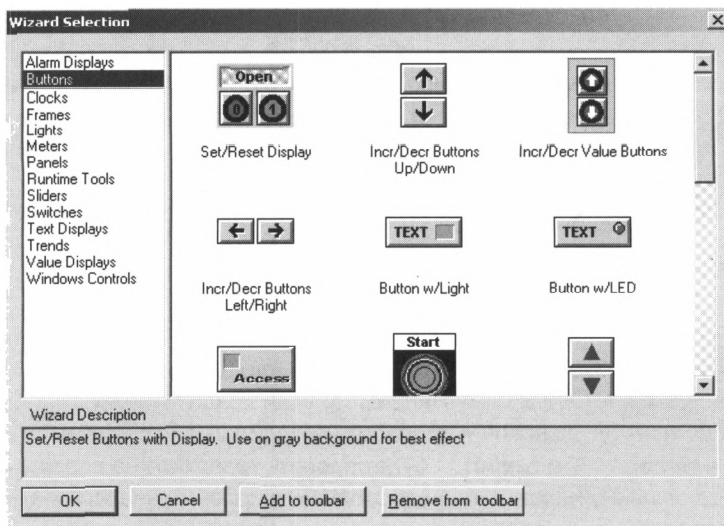 Wizard Selection
Alarm Displays
Buttons
Clocks
Frames
Lights
Meters
Panels
Runtime Tools
Sliders
Switches
Text Displays
Trends
Value Displays
Windows Controls
Open
0 1
Set/Reset Display
Incr/Decr Buttons
Up/Down
Incr/Decr Value Buttons
Incr/Decr Buttons
Left/Right
TEXT
Button w/Light
TEXT
Button w/LED
Access
Start
Wizard Description
Set/Reset Buttons with Display. Use on gray background for best effect
OK
Cancel
Add to toolbar
Remove from toolbar